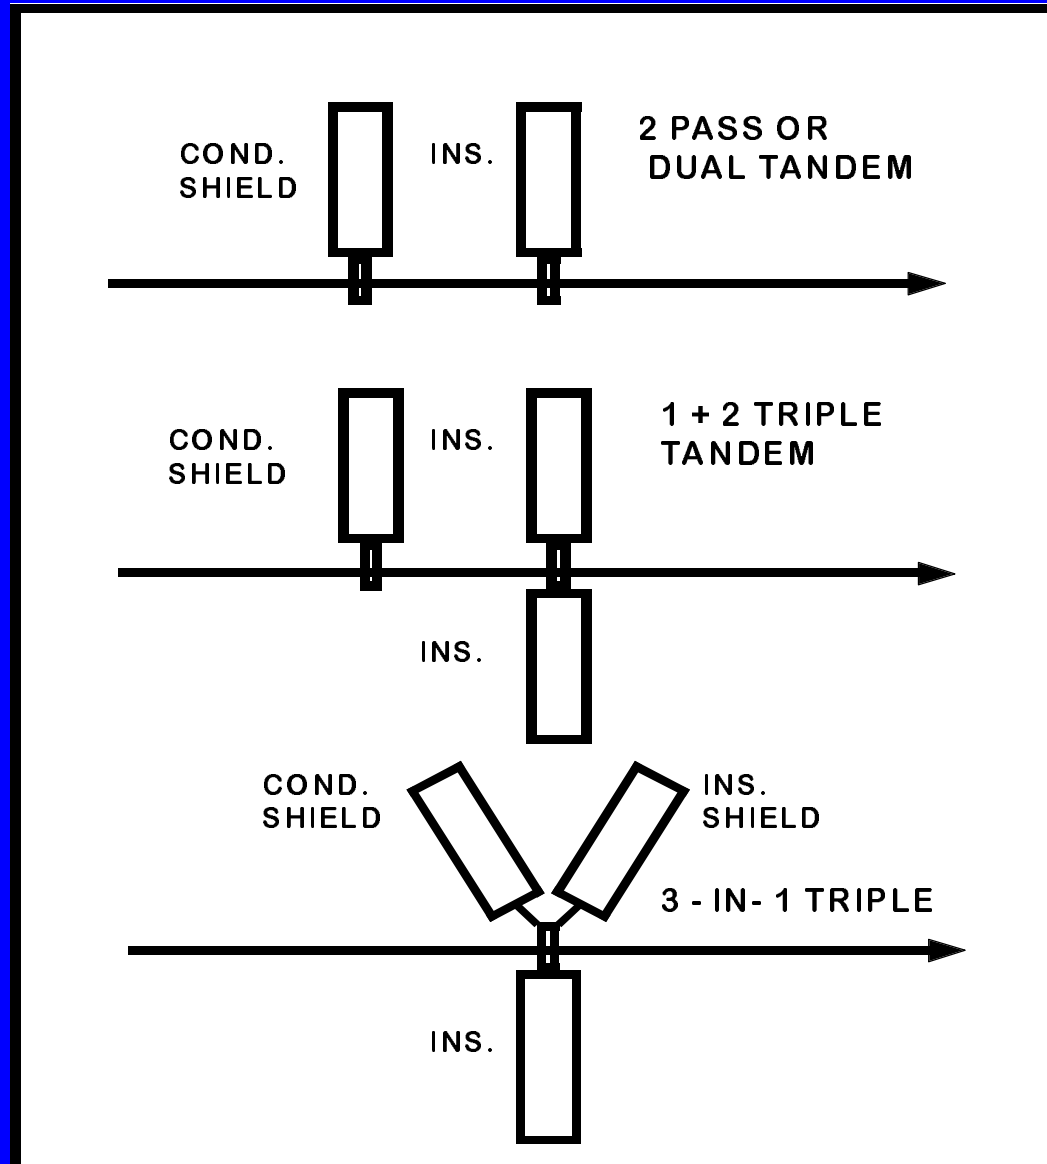 COND.
SHIELD
INS.
2 PASS OR
DUAL TANDEM
COND.
SHIELD
INS.
1 + 2 TRIPLE
TANDEM
INS.
COND.
SHIELD
INS.
SHIELD
3 - IN- 1 TRIPLE
INS.